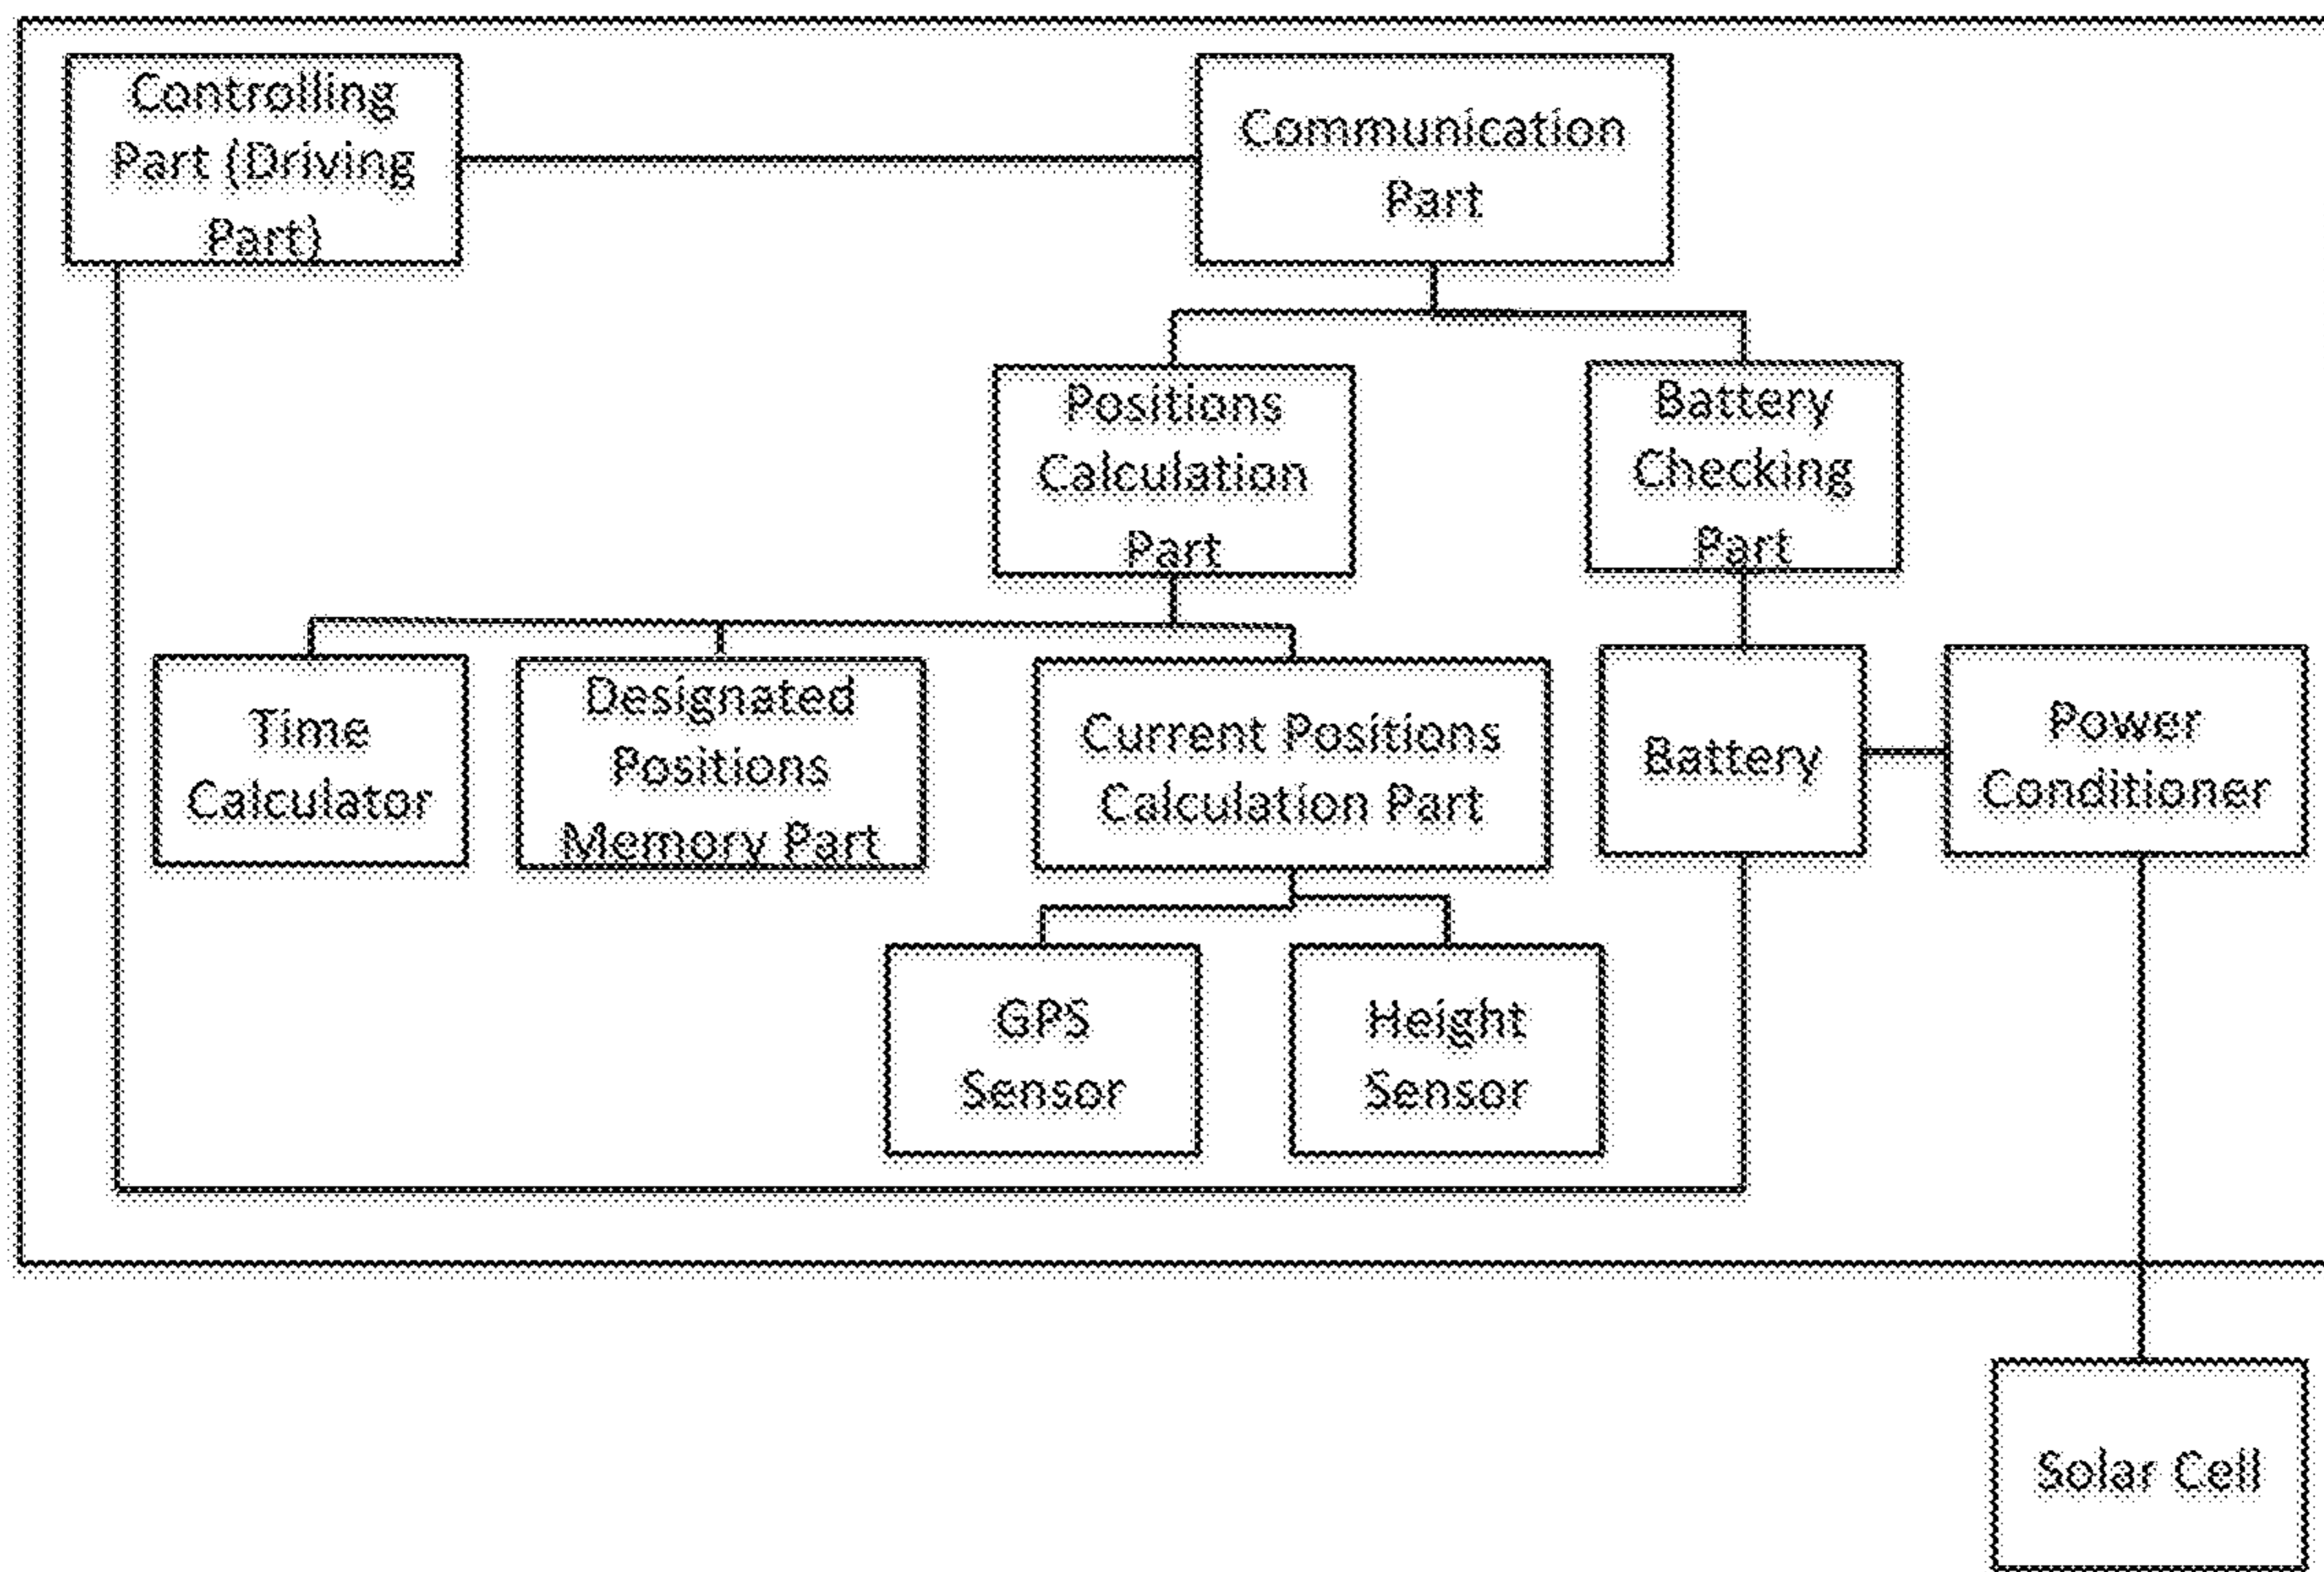 Controlling
Part (Driving
Part)
Communication
Part
Positions
Calculation
Part
Battery
Checking
Part
Time
Calculator
Designated
Positions
Memory Part
Current Positions
Calculation Part
Battery
Power
Conditioner
GPS
Sensor
Height
Sensor
Solar Cell